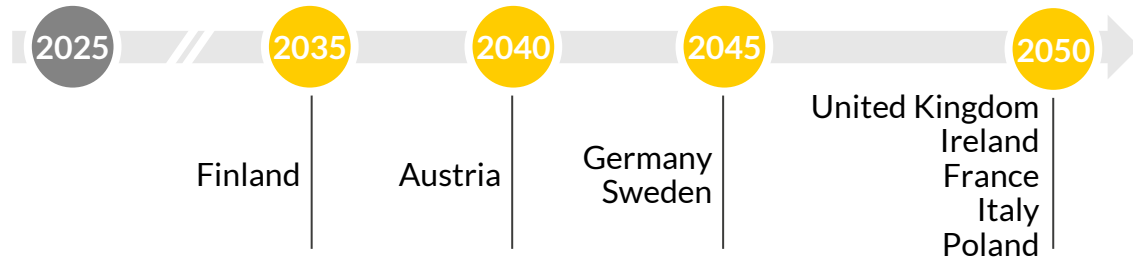 2025
2035
2040
2045
2050
Finland
Austria
Germany
Sweden
United Kingdom
Ireland
France
Italy
Poland